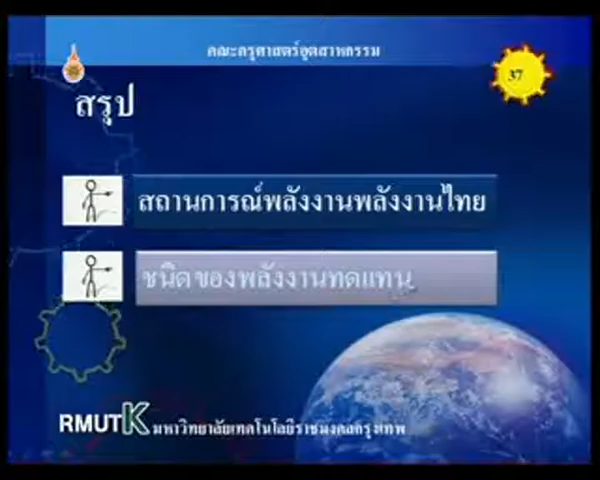 คณะครุศาสตร์อุตสาหกรรม
37
สรุป
สถานการณ์พลังงานพลังงานไทย
ชนิดของพลังงานทดแทน
RMUTK มหาวิทยาลัยเทคโนโลยีราชมงคลกรุงเทพ